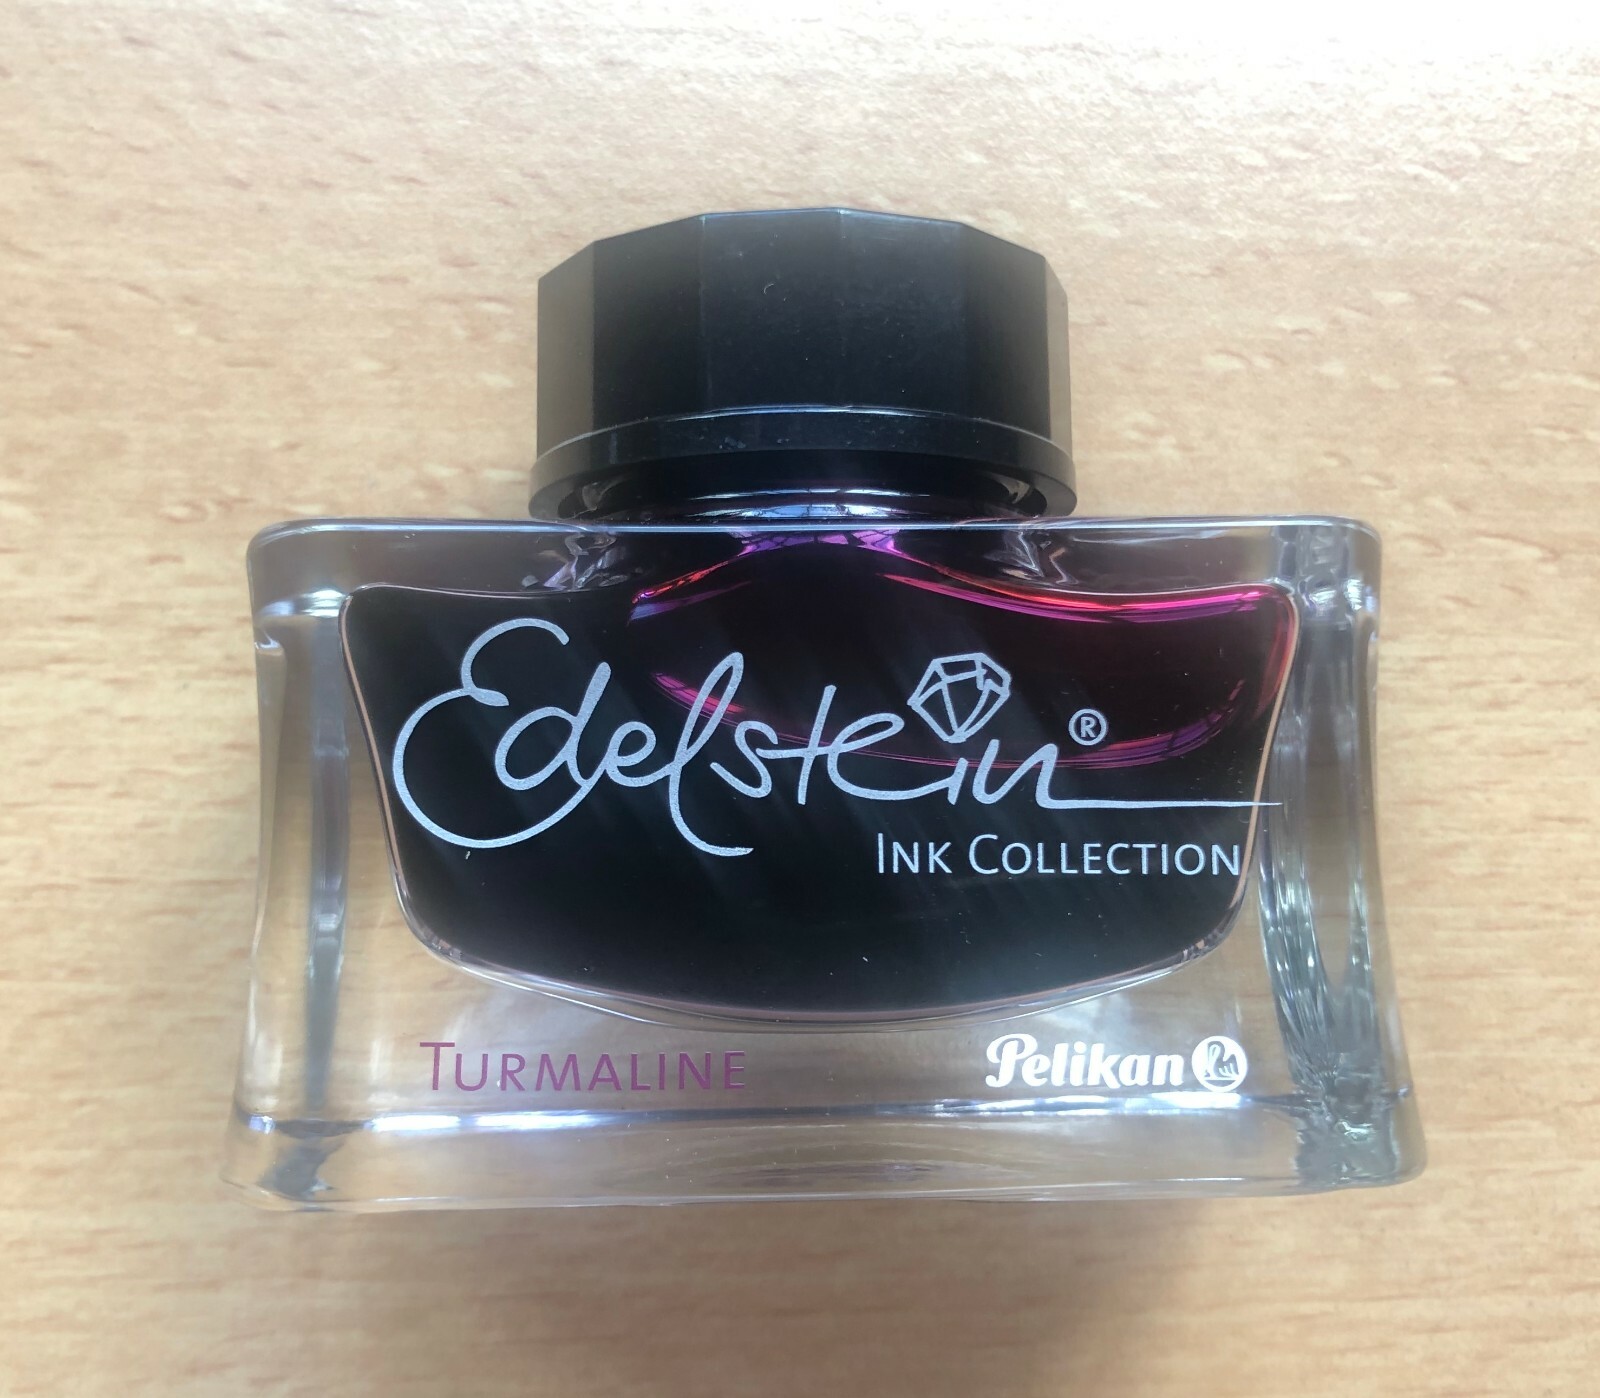 Edelstein®
INK COLLECTION
TURMALINE
Pelikan